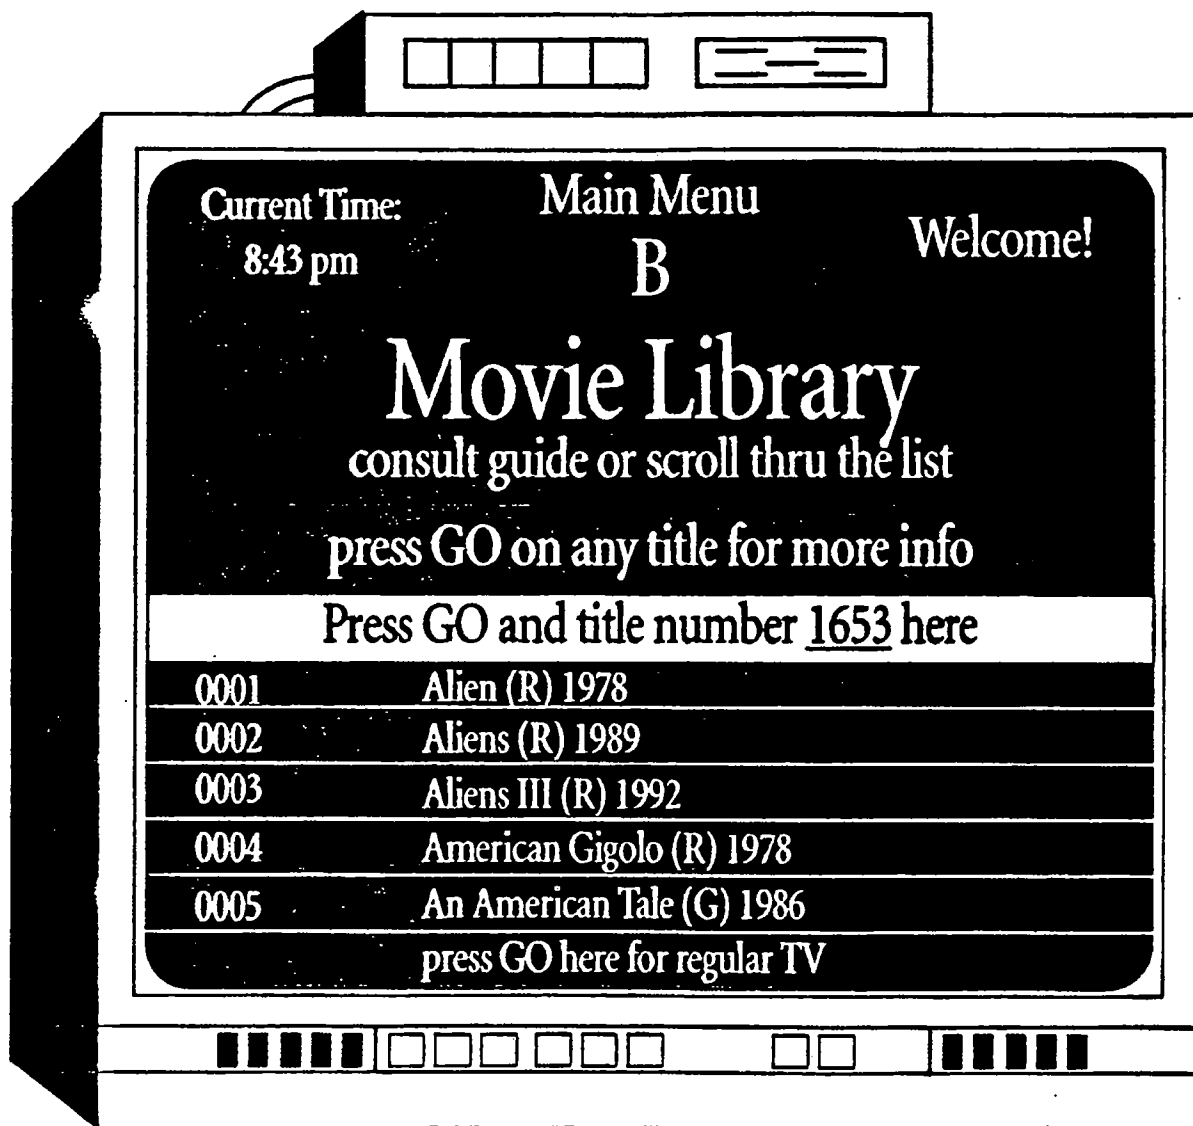 Current Time:
8:43 pm
Main Menu
B
Welcome!
Movie Library
consult guide or scroll thru the list
press GO on any title for more info
Press GO and title number 1653 here
0001 Alien (R) 1978
0002 Aliens (R) 1989
0003 Aliens III (R) 1992
0004 American Gigolo (R) 1978
0005 An American Tale (G) 1986
press GO here for regular TV